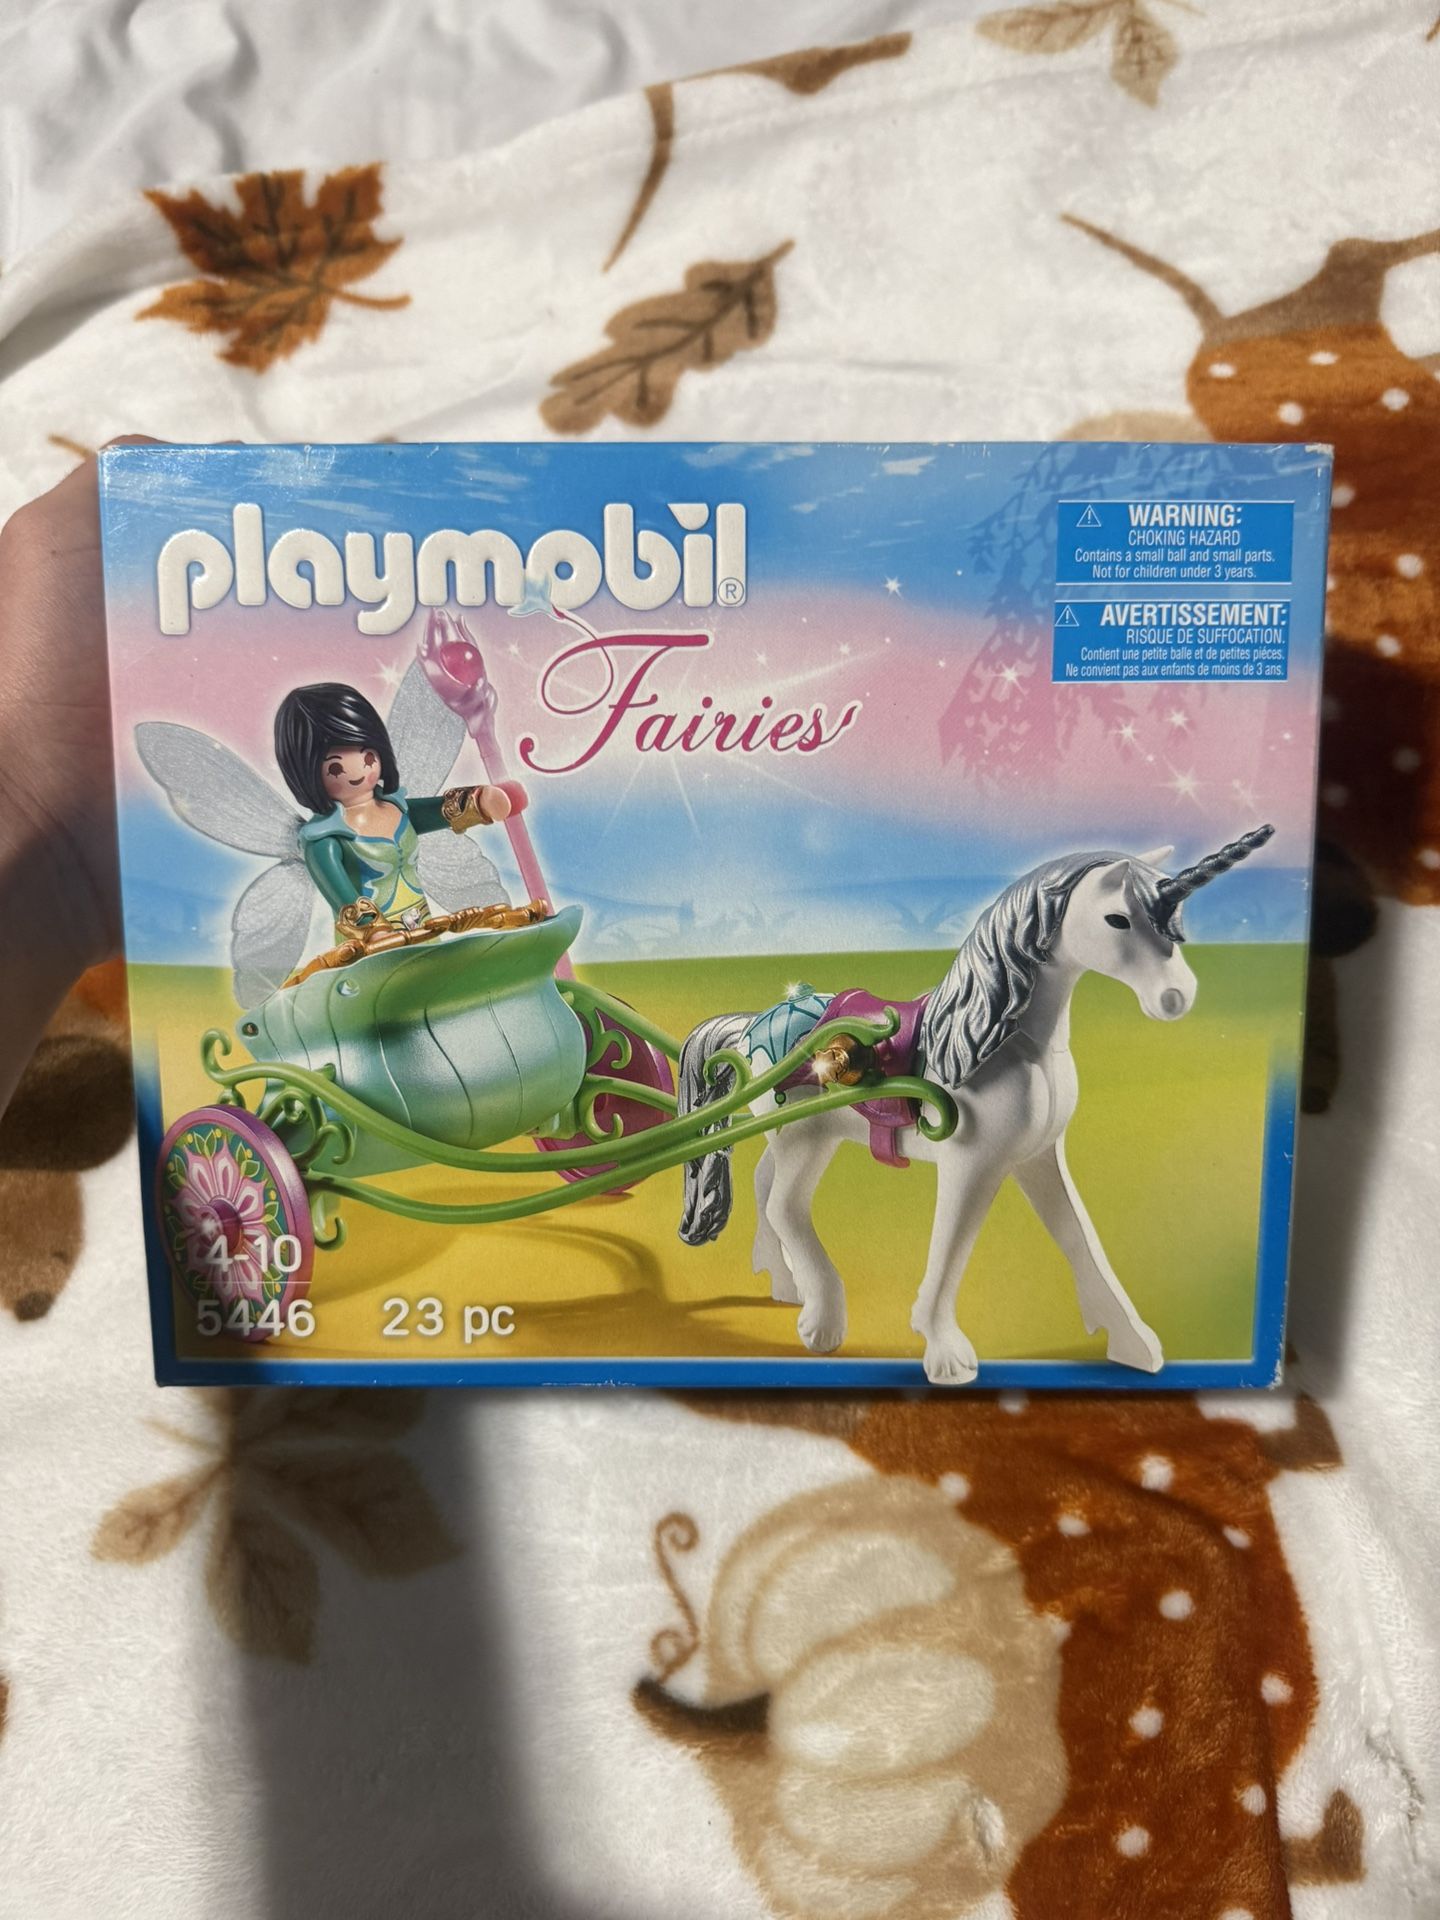 playmobil®
Fairies
WARNING:
CHOKING HAZARD
Contains a small ball and small parts.
Not for children under 3 years.
AVERTISSEMENT:
RISQUE DE SUFFOCATION.
Contient une petite balle et de petites pièces.
Ne convient pas aux enfants de moins de 3 ans.
4-10
5446 23 pc